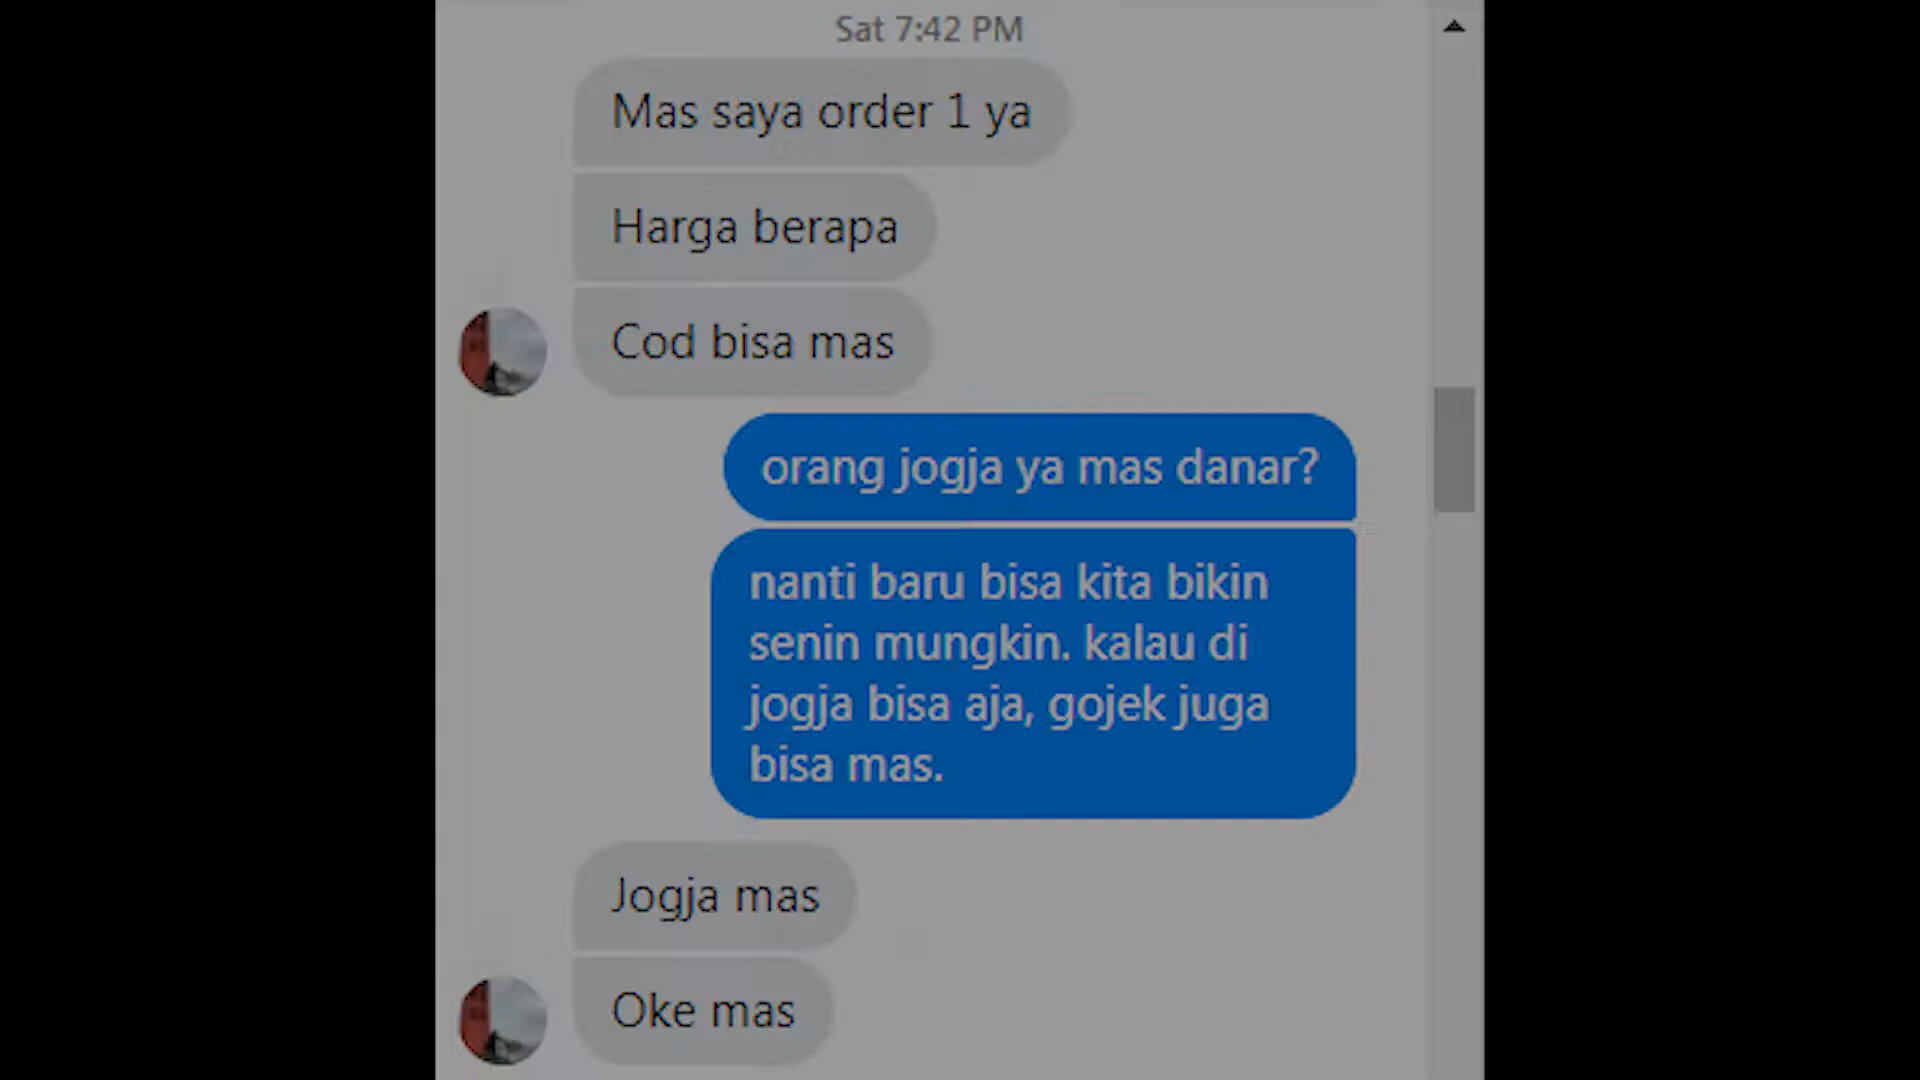 Sat 7:42 PM
Mas saya order 1 ya
Harga berapa
Cod bisa mas
orang jogja ya mas danar?
nanti baru bisa kita bikin
senin mungkin. kalau di
jogja bisa aja, gojek juga
bisa mas.
Jogja mas
Oke mas